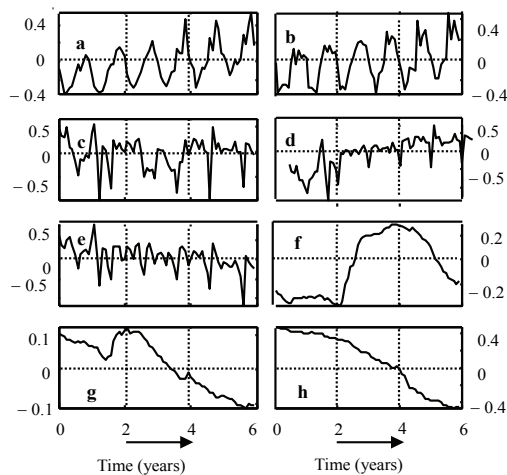 0.4 a b 0.4
0 0
– 0.4 – 0.4
0.5 c d 0.5
0 0
– 0.5 – 0.5
0.5 e f 0.2
0 0
– 0.5 – 0.2
0.1 0.4
0 0
– 0.1 g h – 0.4
0 2 4 6 0 2 4 6
Time (years) Time (years)